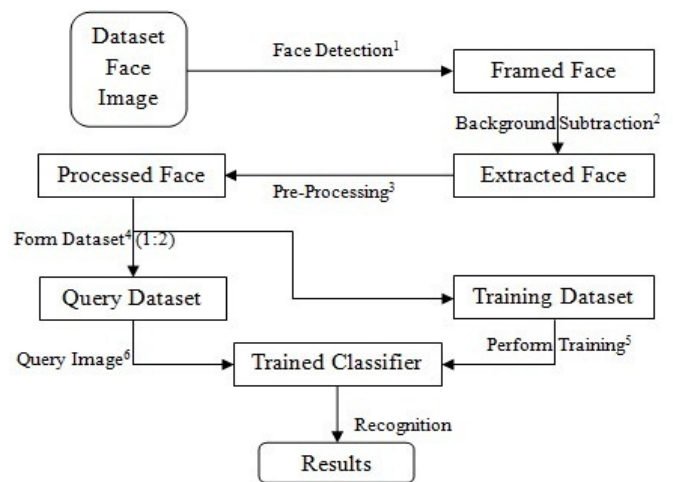 Dataset
Face
Image
Face Detection¹
Framed Face
Background Subtraction²
Extracted Face
Pre-Processing³
Processed Face
Form Dataset⁴ (1:2)
Query Dataset
Training Dataset
Query Image⁶
Perform Training⁵
Trained Classifier
Recognition
Results